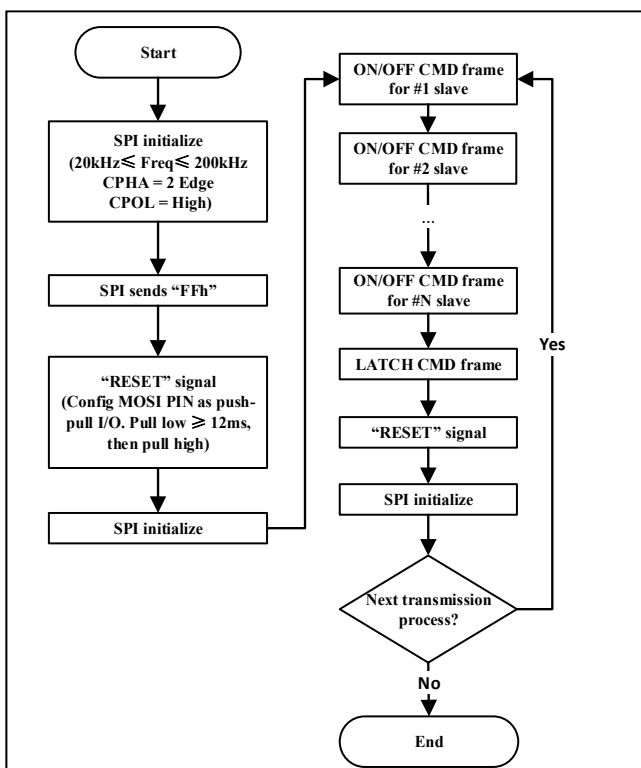 Start
SPI initialize
(20kHz≤ Freq≤ 200kHz
CPHA = 2 Edge
CPOL = High)
SPI sends “FFh”
“RESET” signal
(Config MOSI PIN as push-
pull I/O. Pull low ≥ 12ms,
then pull high)
SPI initialize
ON/OFF CMD frame
for #1 slave
ON/OFF CMD frame
for #2 slave
...
ON/OFF CMD frame
for #N slave
LATCH CMD frame
“RESET” signal
SPI initialize
Next transmission
process?
Yes
No
End